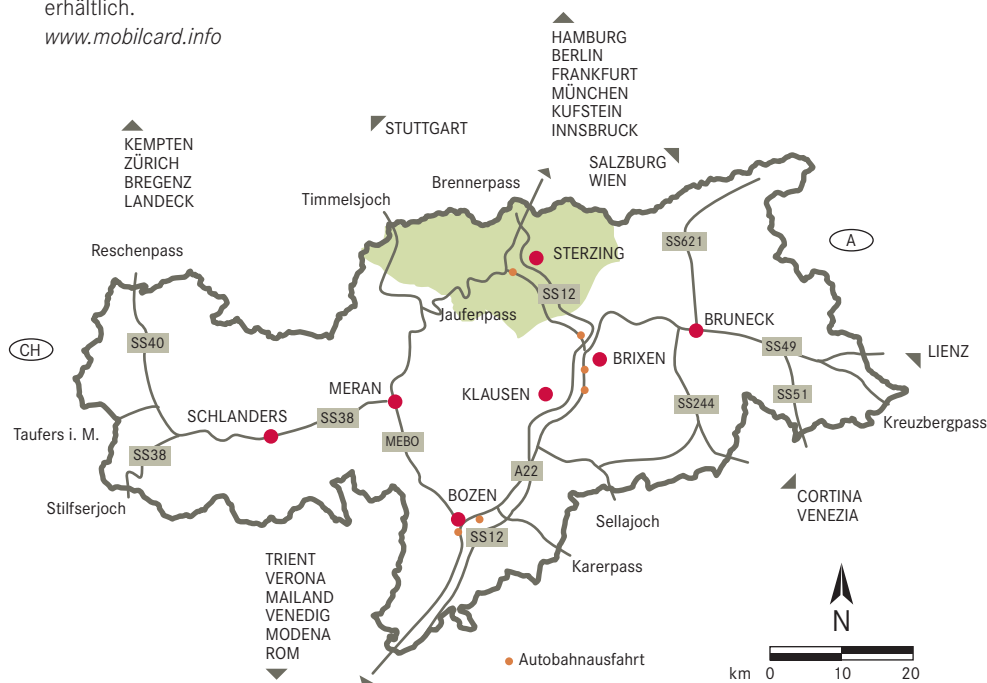 erhältlich.
www.mobilcard.info
HAMBURG
BERLIN
FRANKFURT
MÜNCHEN
KUFSTEIN
INNSBRUCK
STUTTGART
KEMPTEN
ZÜRICH
BREGENZ
LANDECK
SALZBURG
WIEN
Brennerpass
Timmelsjoch
Reschenpass
SS621
A
STERZING
SS12
Jaufenpass
BRUNECK
SS40
CH
SS49
LIENZ
BRIXEN
MERAN
KLAUSEN
SS51
SS244
SCHLANDERS
SS38
Kreuzbergpass
Taufers i. M.
MEBO
SS38
A22
Stilfserjoch
BOZEN
CORTINA
VENEZIA
Sellajoch
SS12
Karerpass
TRIENT
VERONA
MAILAND
VENEDIG
MODENA
ROM
N
Autobahnausfahrt
km 0 10 20